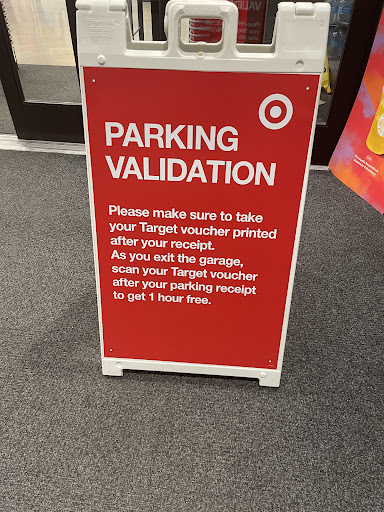 PARKING
VALIDATION
Please make sure to take
your Target voucher printed
after your receipt.
As you exit the garage,
scan your Target voucher
after your parking receipt
to get 1 hour free.